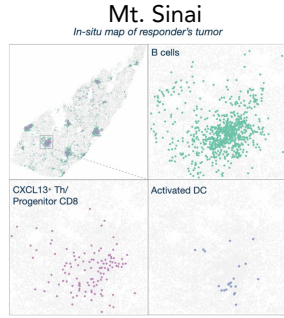 Mt. Sinai
In-situ map of responder's tumor
B cells
CXCL13⁺ Th/
Progenitor CD8
Activated DC